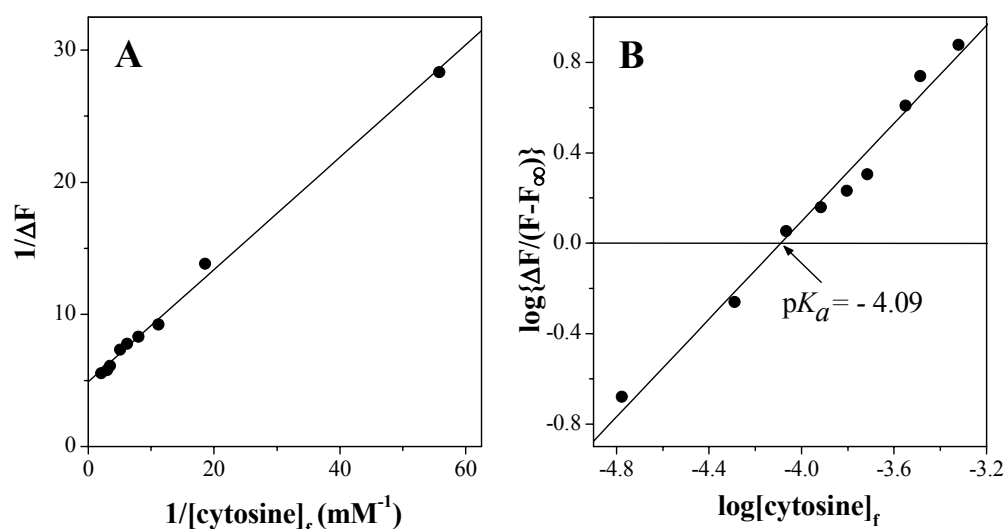 A
30
20
10
0
1/ΔF
0
20
40
60
1/[cytosine]f (mM-1)
B
0.8
0.4
0.0
-0.4
-0.8
log{ΔF/(F-F∞)}
pKa= - 4.09
-4.8
-4.4
-4.0
-3.6
-3.2
log[cytosine]f